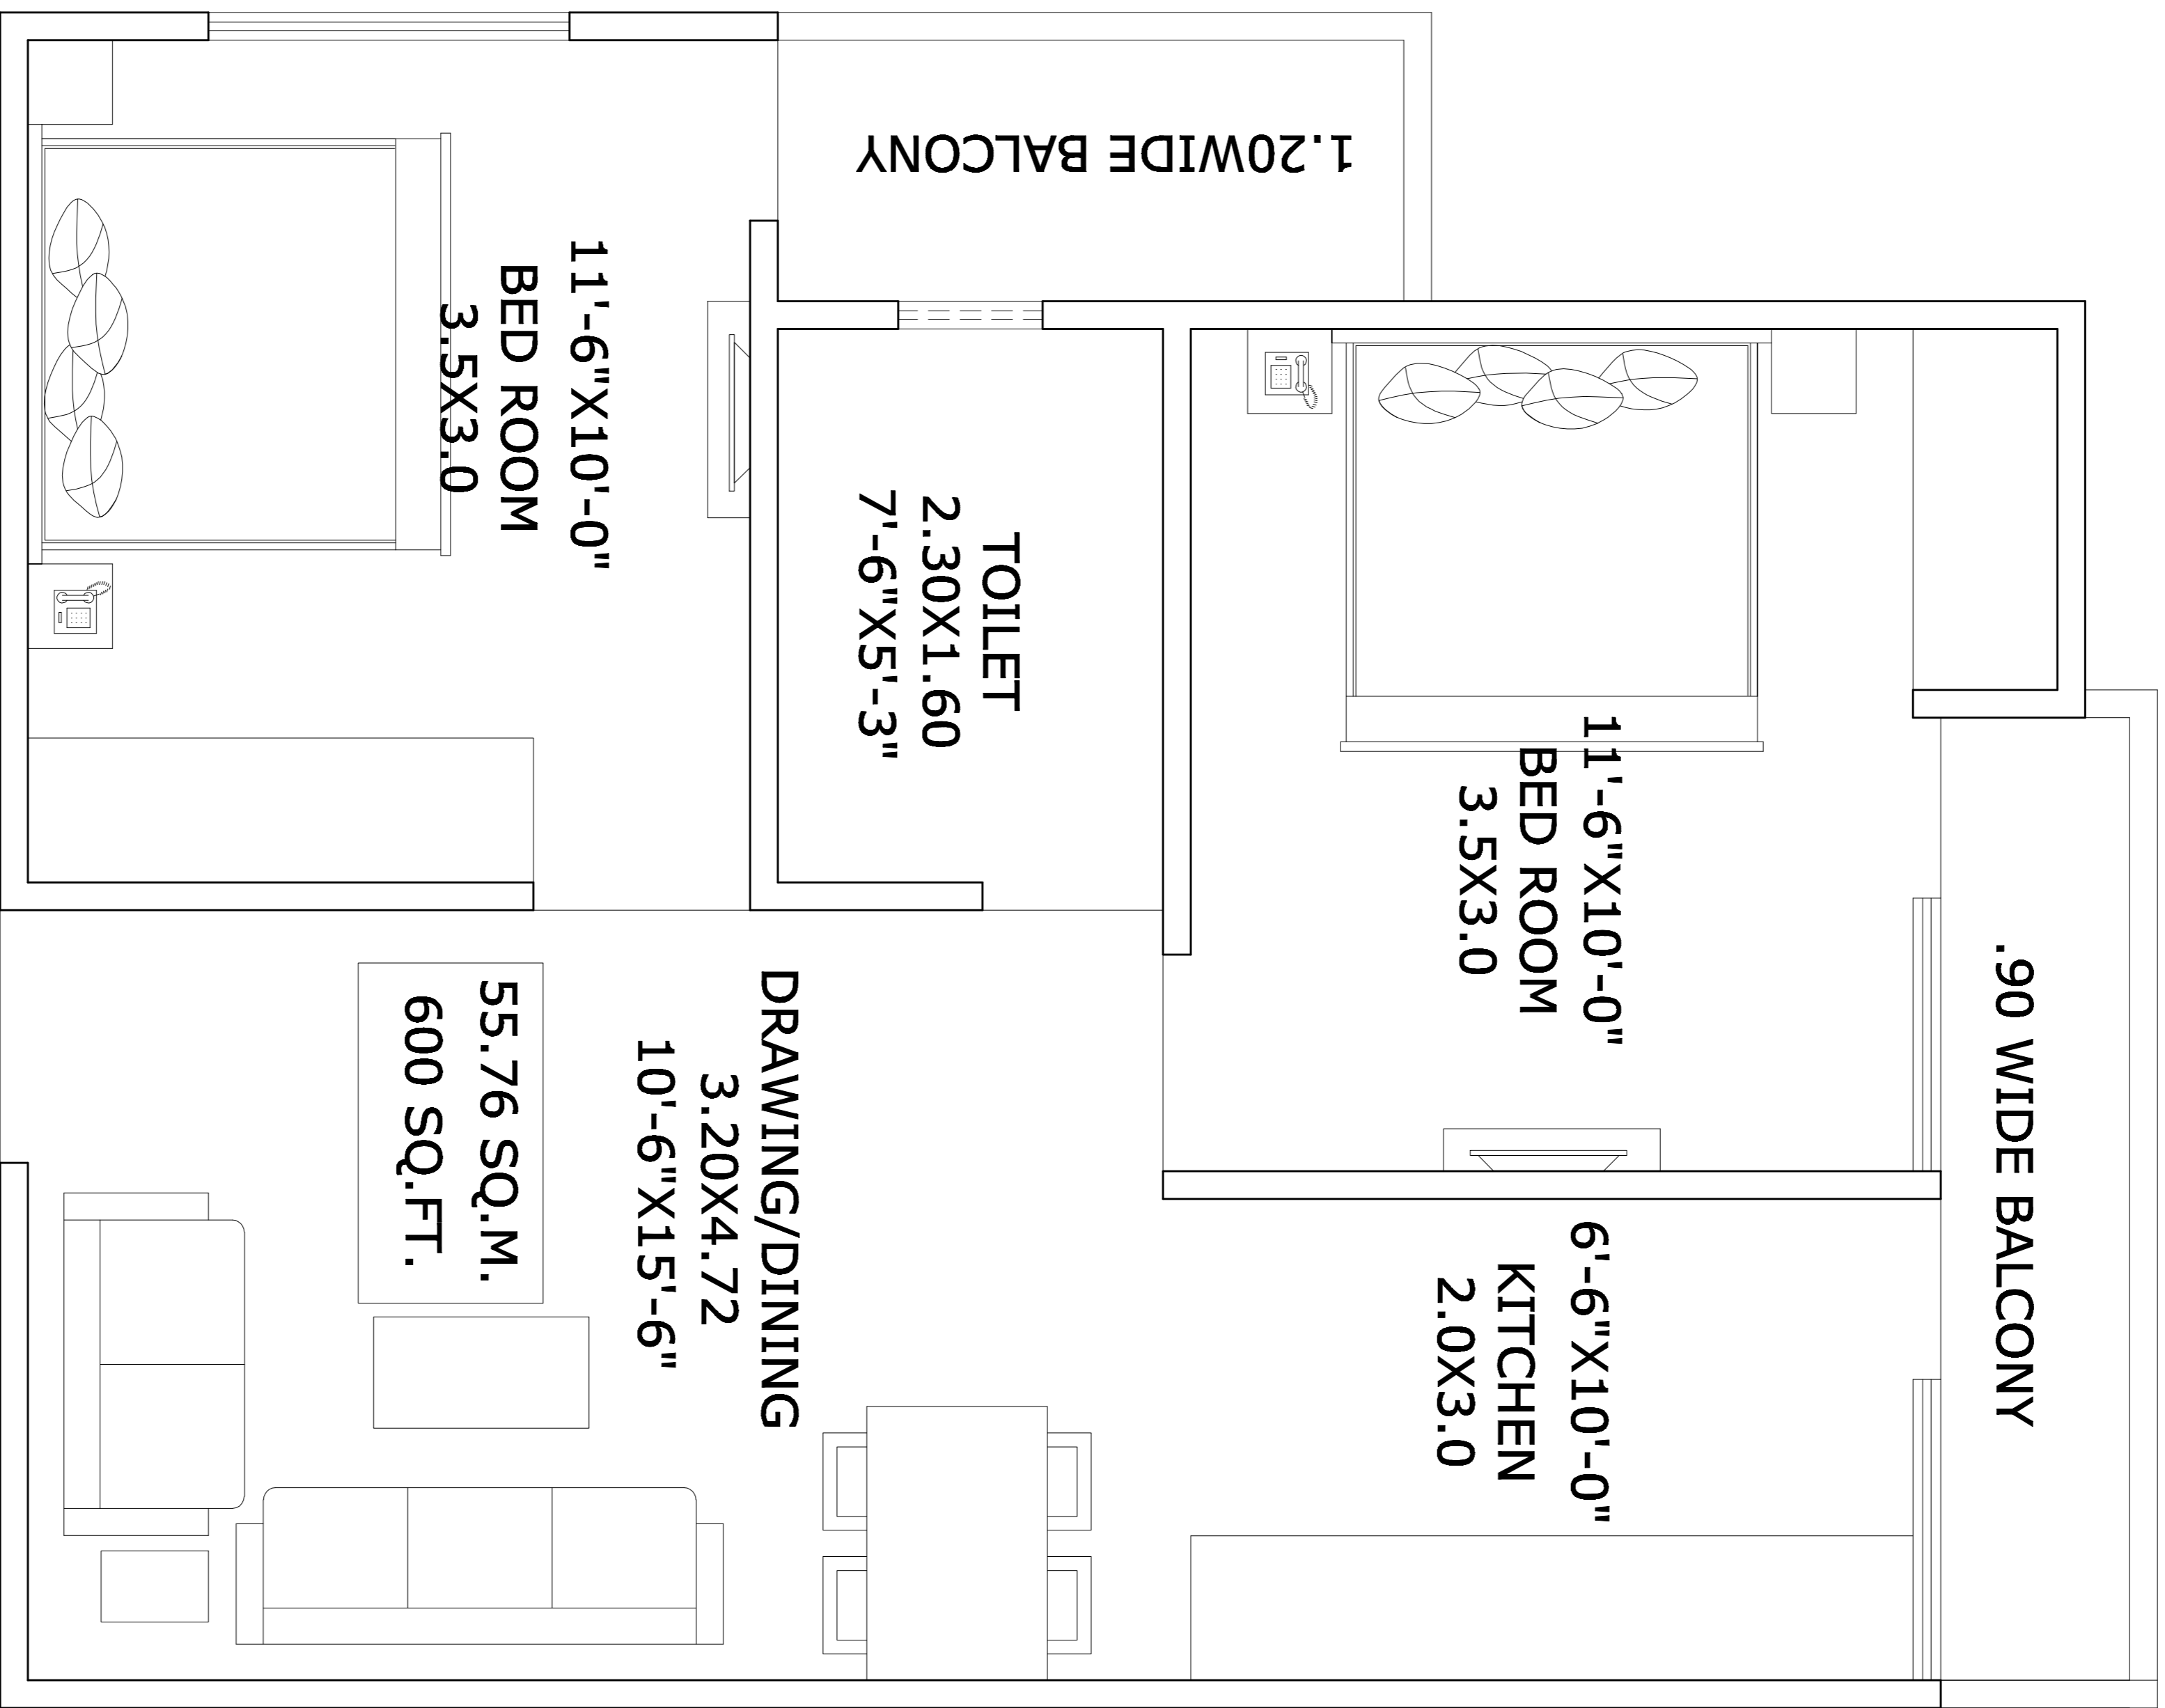 1.20WIDE BALCONY
11'-6"X10'-0"
BED ROOM
3.5X3.0
TOILET
2.30X1.60
7'-6"X5'-3"
11'-6"X10'-0"
BED ROOM
3.5X3.0
.90 WIDE BALCONY
DRAWING/DINING
3.20X4.72
10'-6"X15'-6"
55.76 SQ.M.
600 SQ.FT.
6'-6"X10'-0"
KITCHEN
2.0X3.0